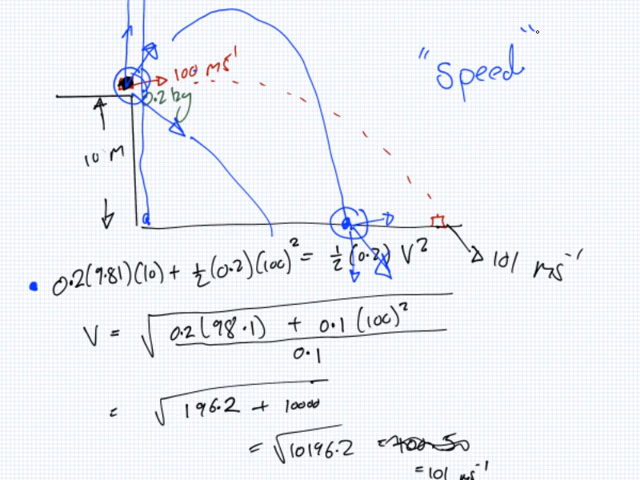 "Speed"
100 ms⁻¹
0.2 kg
10 M
101 ms⁻¹
0.2(9.81)(10) + ½(0.2)(100)² = ½(0.2) V²
V = √(0.2(98.1) + 0.1(100)² / 0.1)
= √196.2 + 10000
= √10196.2
= 101 ms⁻¹